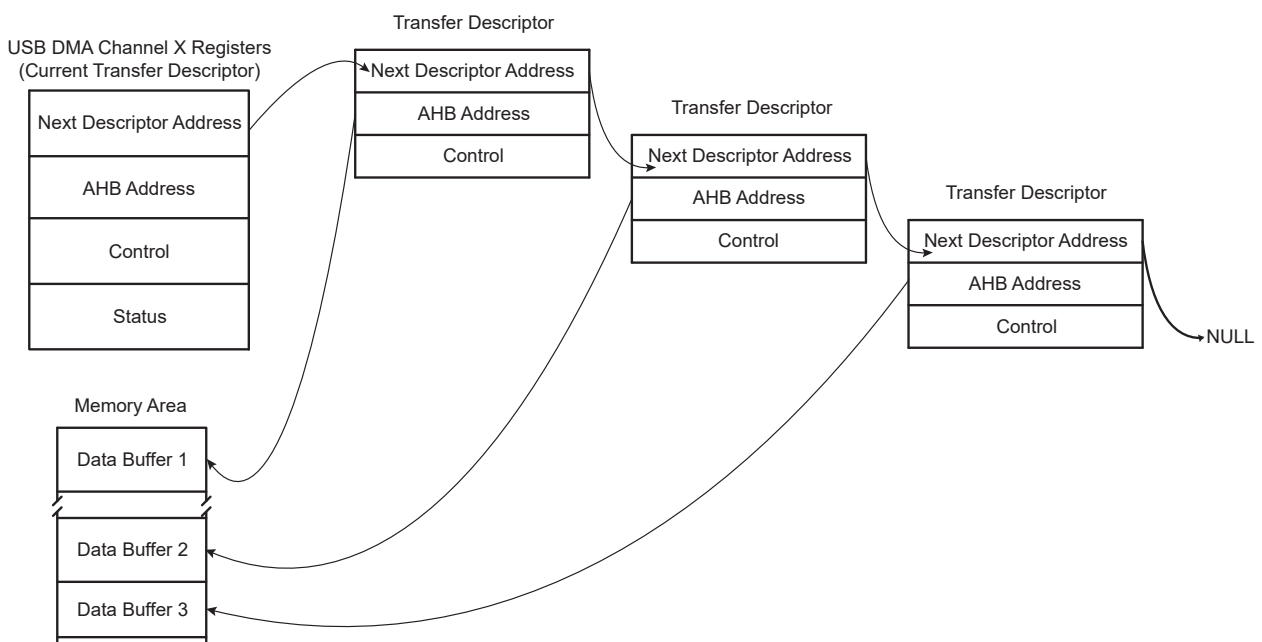 USB DMA Channel X Registers
(Current Transfer Descriptor)
Next Descriptor Address
AHB Address
Control
Status
Transfer Descriptor
Next Descriptor Address
AHB Address
Control
Transfer Descriptor
Next Descriptor Address
AHB Address
Control
Transfer Descriptor
Next Descriptor Address
AHB Address
Control
NULL
Memory Area
Data Buffer 1
Data Buffer 2
Data Buffer 3